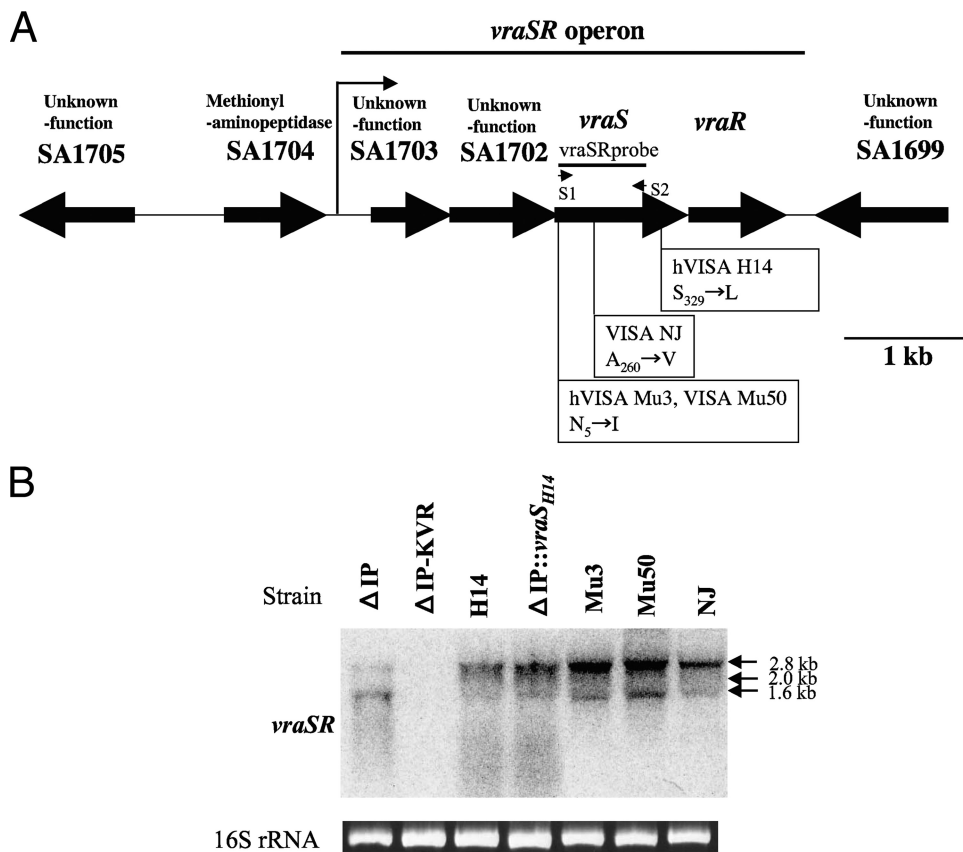 A
vraSR operon
Unknown
-function
SA1705
Methionyl
-aminopeptidase
SA1704
Unknown
-function
SA1703
Unknown
-function
SA1702
vraS
vraSRprobe
S1
S2
vraR
Unknown
-function
SA1699
hVISA H14
S329→L
VISA NJ
A260→V
hVISA Mu3, VISA Mu50
N5→I
1 kb
B
Strain
ΔIP
ΔIP-KVR
H14
ΔIP::vraSH14
Mu3
Mu50
NJ
2.8 kb
2.0 kb
1.6 kb
vraSR
16S rRNA